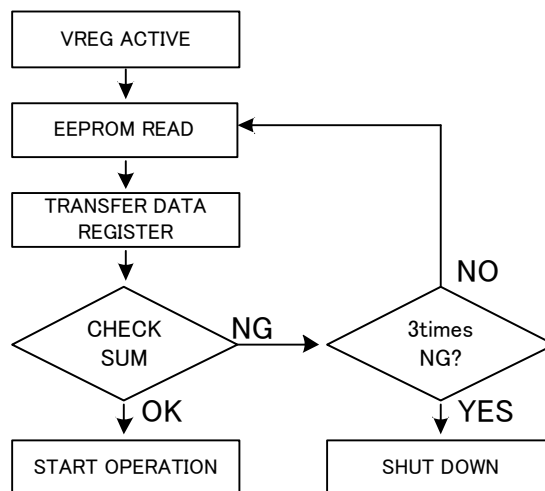 VREG ACTIVE
EEPROM READ
TRANSFER DATA
REGISTER
NO
CHECK
SUM
NG
3times
NG?
OK
YES
START OPERATION
SHUT DOWN